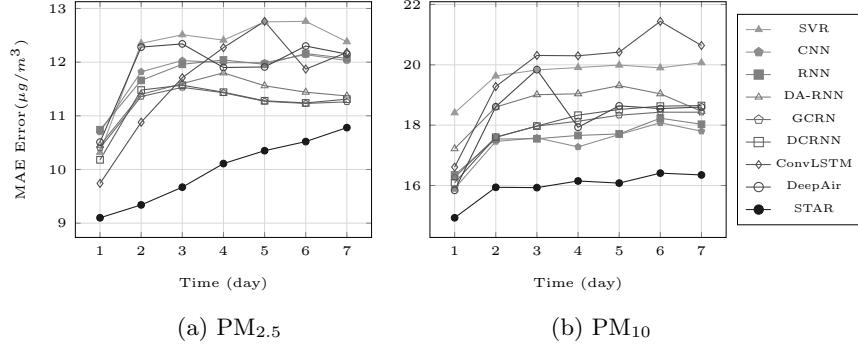 MAE Error(μg/m³)
13
12
11
10
9
1 2 3 4 5 6 7
Time (day)
(a) PM₂.₅
22
20
18
16
1 2 3 4 5 6 7
Time (day)
(b) PM₁₀
SVR
CNN
RNN
DA-RNN
GCRN
DCRNN
ConvLSTM
DeepAir
STAR